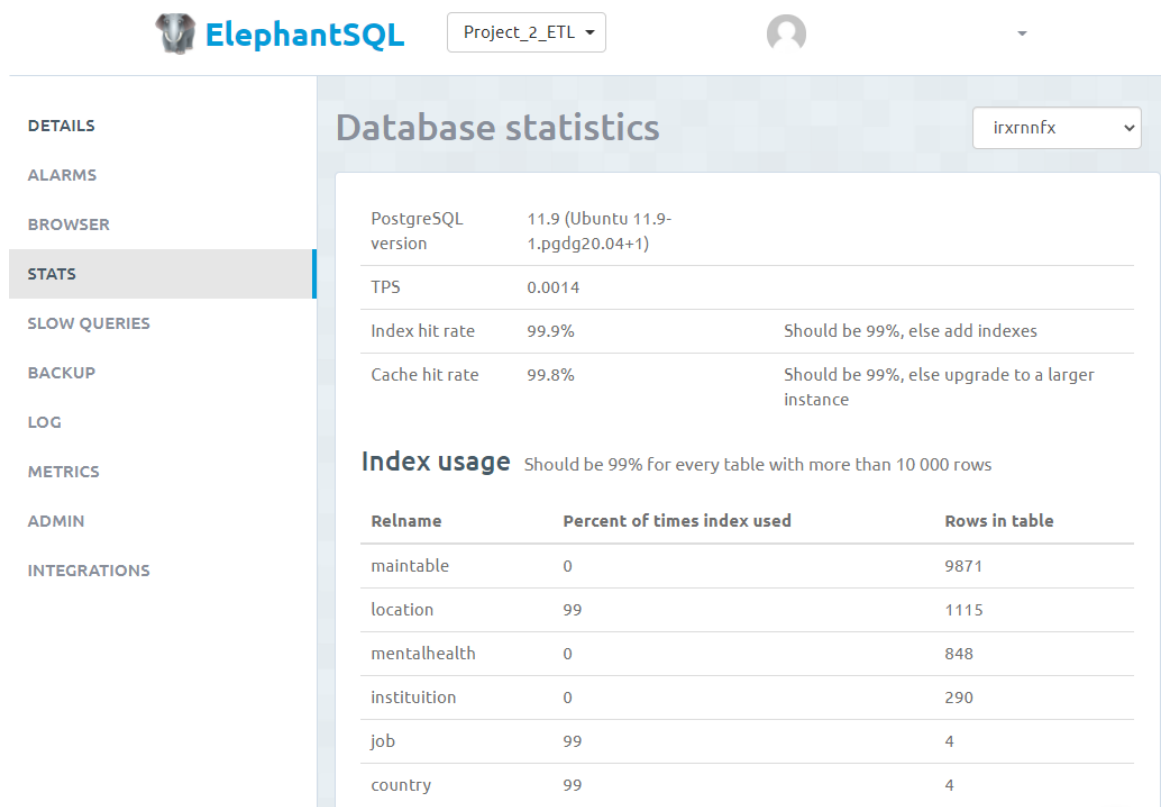 ElephantSQL Project_2_ETL
DETAILS
ALARMS
BROWSER
STATS
SLOW QUERIES
BACKUP
LOG
METRICS
ADMIN
INTEGRATIONS
Database statistics irxrnnfx
PostgreSQL version 11.9 (Ubuntu 11.9-
1.pgdg20.04+1)
TPS 0.0014
Index hit rate 99.9% Should be 99%, else add indexes
Cache hit rate 99.8% Should be 99%, else upgrade to a larger
instance
Index usage Should be 99% for every table with more than 10 000 rows
Relname Percent of times index used Rows in table
maintable 0 9871
location 99 1115
mentalhealth 0 848
instituition 0 290
job 99 4
country 99 4